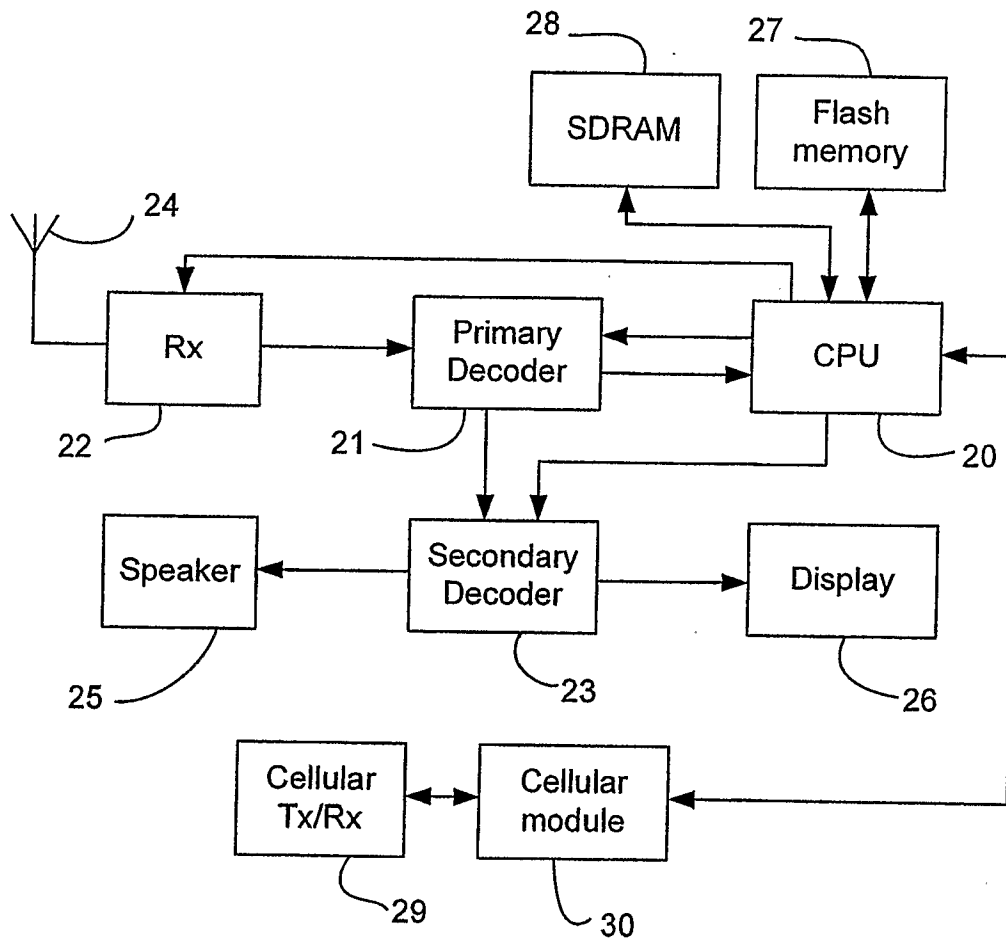 28
27
SDRAM
Flash
memory
24
Rx
Primary
Decoder
CPU
22
21
20
Speaker
Secondary
Decoder
Display
25
23
26
Cellular
Tx/Rx
Cellular
module
29
30